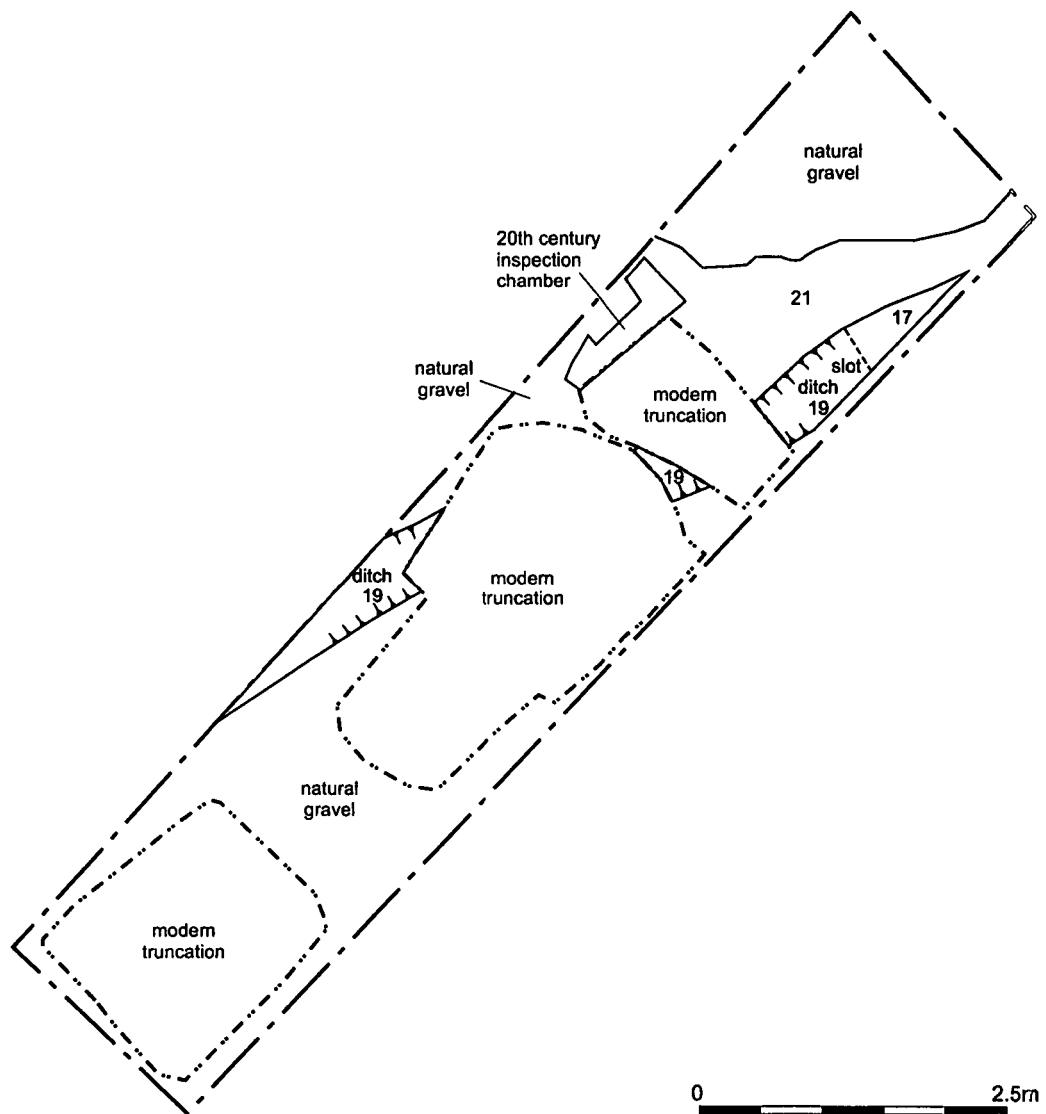 natural
gravel
20th century
inspection
chamber
21
17
slot
ditch
19
natural
gravel
modern
truncation
19
ditch
19
modern
truncation
natural
gravel
modern
truncation
0 2.5m